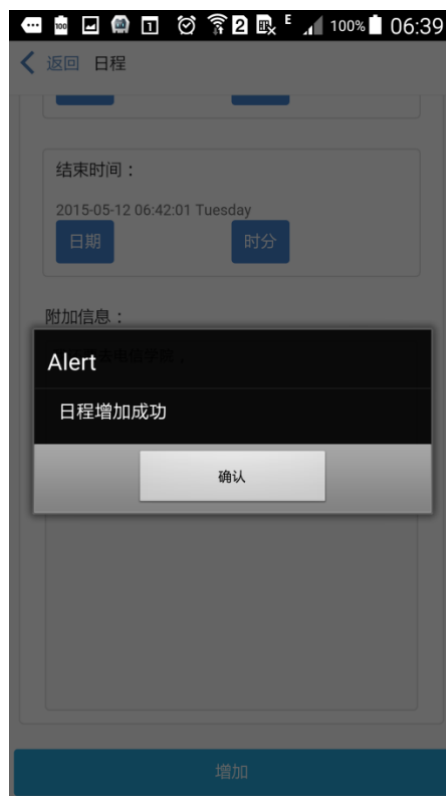 E 100% 06:39
返回 日程
结束时间：
2015-05-12 06:42:01 Tuesday
日期 时分
附加信息：
Alert
日程增加成功
确认
增加